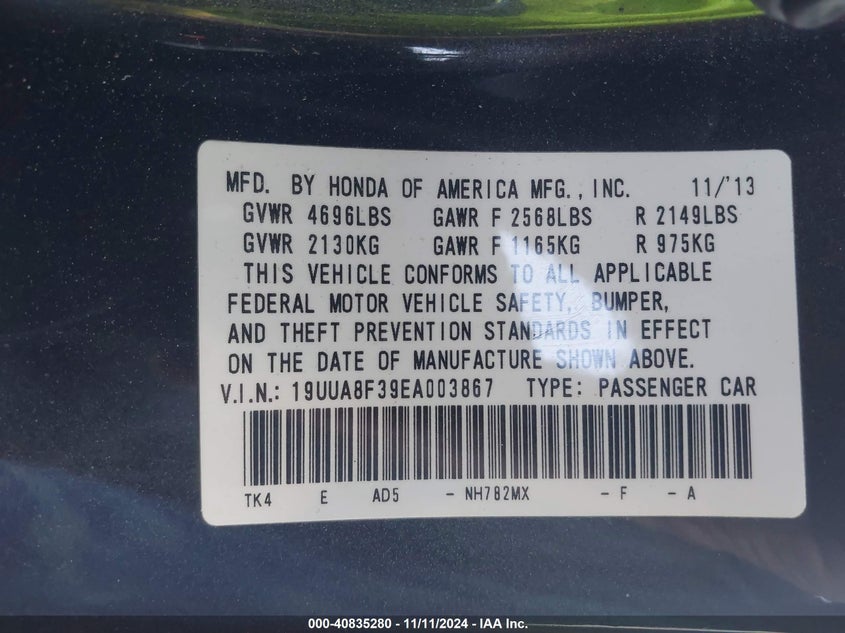 MFD. BY HONDA OF AMERICA MFG., INC. 11/'13
GVWR 4696LBS GAWR F 2568LBS R 2149LBS
GVWR 2130KG GAWR F 1165KG R 975KG
THIS VEHICLE CONFORMS TO ALL APPLICABLE
FEDERAL MOTOR VEHICLE SAFETY, BUMPER,
AND THEFT PREVENTION STANDARDS IN EFFECT
ON THE DATE OF MANUFACTURE SHOWN ABOVE.
V.I.N.: 19UUA8F39EA003867 TYPE: PASSENGER CAR
TK4 E AD5 - NH782MX - F - A
000-40835280 - 11/11/2024 - IAA Inc.